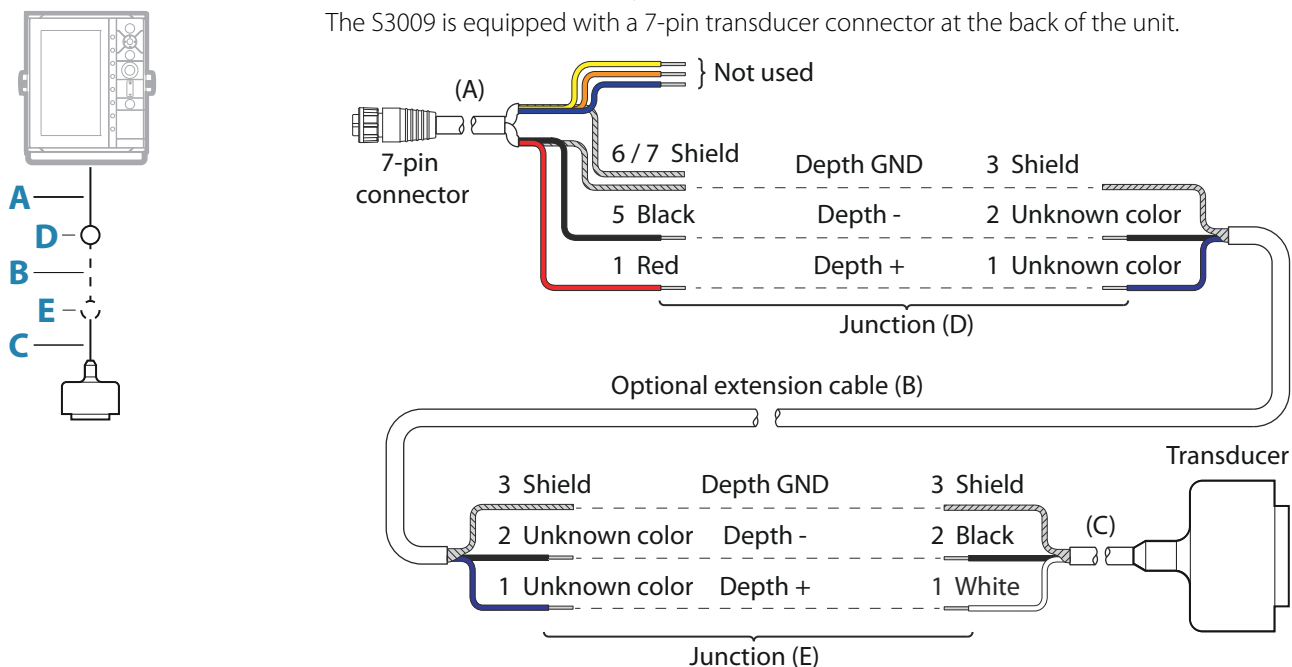 The S3009 is equipped with a 7-pin transducer connector at the back of the unit.
(A)
} Not used
7-pin
connector
6 / 7 Shield Depth GND 3 Shield
5 Black Depth - 2 Unknown color
1 Red Depth + 1 Unknown color
Junction (D)
A
D
B
E
C
Optional extension cable (B)
Transducer
3 Shield Depth GND 3 Shield
2 Unknown color Depth - 2 Black
(C)
1 Unknown color Depth + 1 White
Junction (E)